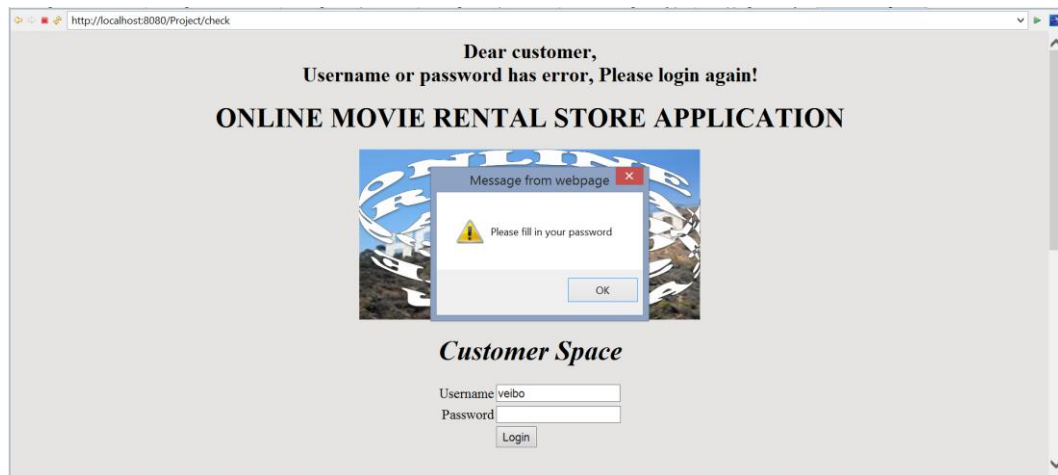 http://localhost:8080/Project/check
Dear customer,
Username or password has error, Please login again!
ONLINE MOVIE RENTAL STORE APPLICATION
ONLINE
Message from webpage
Please fill in your password
OK
Customer Space
Username veibo
Password
Login